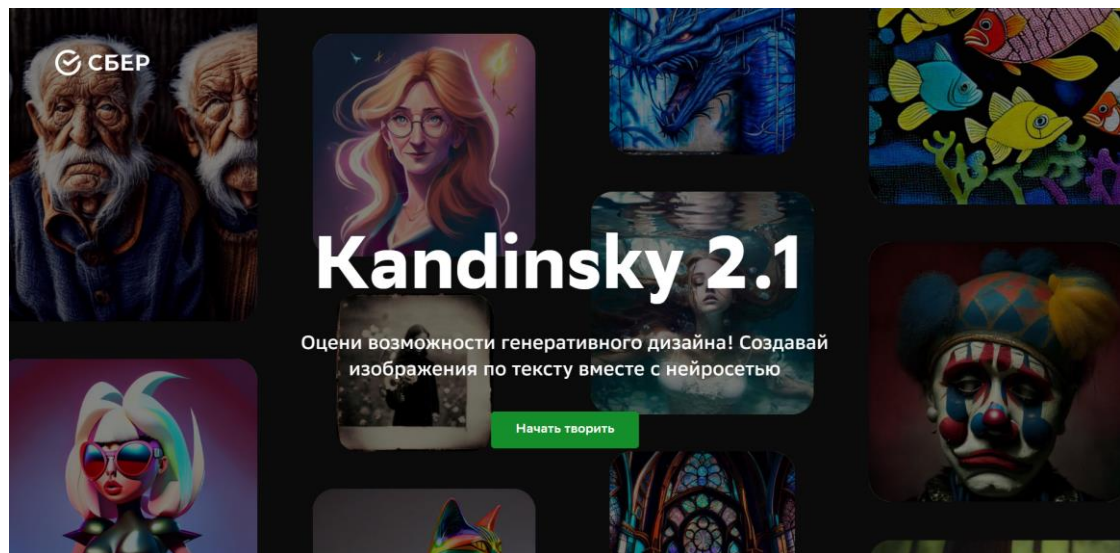 СБЕР
Kandinsky 2.1
Оцени возможности генеративного дизайна! Создавай
изображения по тексту вместе с нейросетью
Начать творить